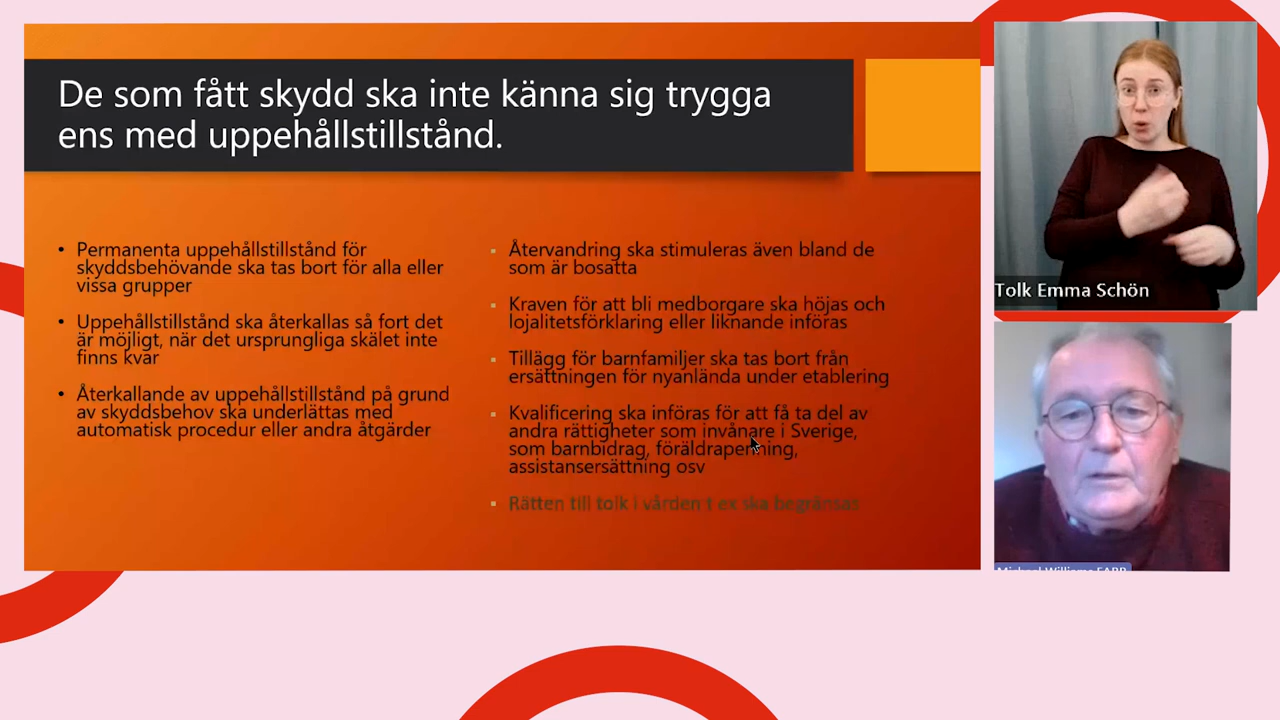 De som fått skydd ska inte känna sig trygga
ens med uppehållstillstånd.
• Permanenta uppehållstillstånd för
skyddsbehövande ska tas bort för alla eller
vissa grupper
• Uppehållstillstånd ska återkallas så fort det
är möjligt, när det ursprungliga skälet inte
finns kvar
• Återkallande av uppehållstillstånd på grund
av skyddsbehov ska underlättas med
automatisk procedur eller andra åtgärder
▪ Återvandring ska stimuleras även bland de
som är bosatta
▪ Kraven för att bli medborgare ska höjas och
lojalitetsförklaring eller liknande införas
▪ Tillägg för barnfamiljer ska tas bort från
ersättningen för nyanlända under etablering
▪ Kvalificering ska införas för att få ta del av
andra rättigheter som invånare i Sverige,
som barnbidrag, föräldrapenning,
assistansersättning osv
▪ Rätten till tolk i vården t ex ska begränsas
Tolk Emma Schön
Michael Williams FARR